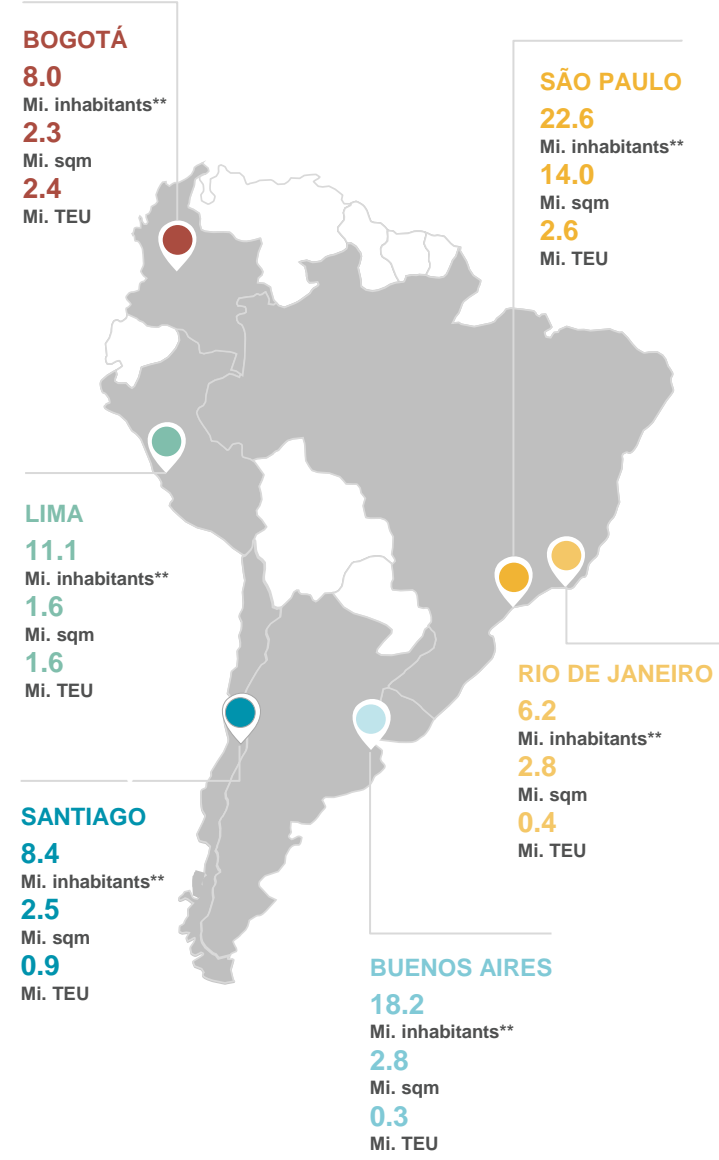 BOGOTÁ
8.0
Mi. inhabitants**
2.3
Mi. sqm
2.4
Mi. TEU
SÃO PAULO
22.6
Mi. inhabitants**
14.0
Mi. sqm
2.6
Mi. TEU
LIMA
11.1
Mi. inhabitants**
1.6
Mi. sqm
1.6
Mi. TEU
RIO DE JANEIRO
6.2
Mi. inhabitants**
2.8
Mi. sqm
0.4
Mi. TEU
SANTIAGO
8.4
Mi. inhabitants**
2.5
Mi. sqm
0.9
Mi. TEU
BUENOS AIRES
18.2
Mi. inhabitants**
2.8
Mi. sqm
0.3
Mi. TEU